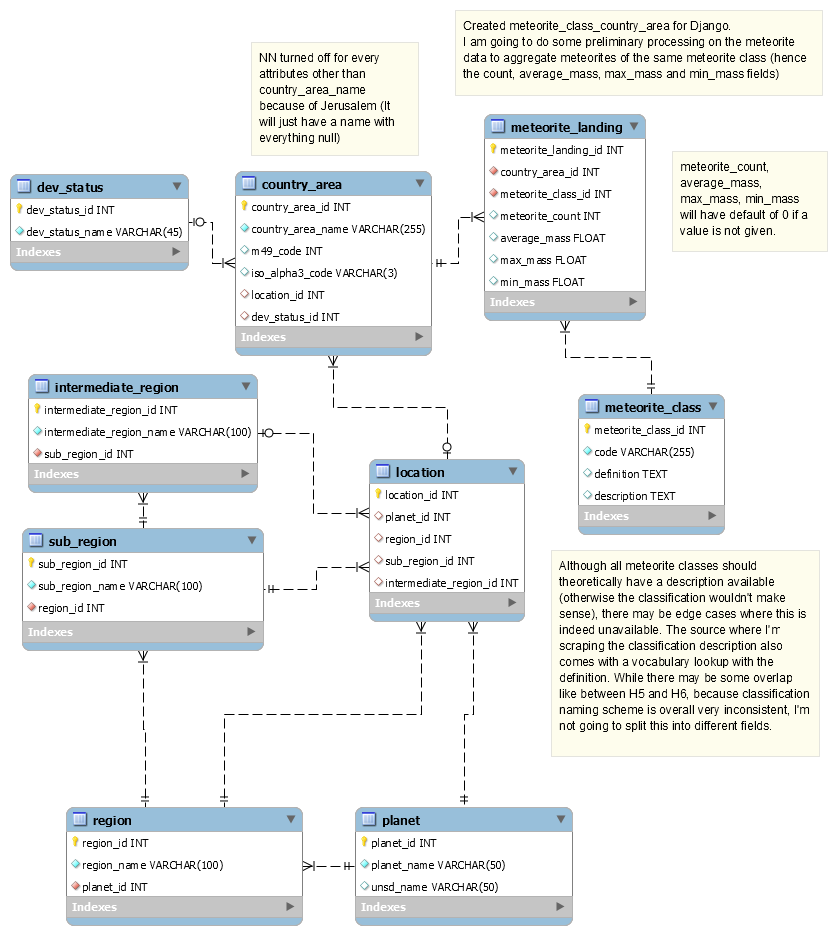 Created meteorite_class_country_area for Django.
I am going to do some preliminary processing on the meteorite
data to aggregate meteorites of the same meteorite class (hence
the count, average_mass, max_mass and min_mass fields)
NN turned off for every
attributes other than
country_area_name
because of Jerusalem (It
will just have a name with
everything null)
meteorite_landing
meteorite_landing_id INT
country_area_id INT
meteorite_class_id INT
meteorite_count INT
average_mass FLOAT
max_mass FLOAT
min_mass FLOAT
Indexes
meteorite_count,
average_mass,
max_mass, min_mass
will have default of 0 if a
value is not given.
dev_status
dev_status_id INT
dev_status_name VARCHAR(45)
Indexes
country_area
country_area_id INT
country_area_name VARCHAR(255)
m49_code INT
iso_alpha3_code VARCHAR(3)
location_id INT
dev_status_id INT
Indexes
intermediate_region
intermediate_region_id INT
intermediate_region_name VARCHAR(100)
sub_region_id INT
Indexes
meteorite_class
meteorite_class_id INT
code VARCHAR(255)
definition TEXT
description TEXT
Indexes
location
location_id INT
planet_id INT
region_id INT
sub_region_id INT
intermediate_region_id INT
Indexes
sub_region
sub_region_id INT
sub_region_name VARCHAR(100)
region_id INT
Indexes
Although all meteorite classes should
theoretically have a description available
(otherwise the classification wouldn't make
sense), there may be edge cases where this is
indeed unavailable. The source where I'm
scraping the classification description also
comes with a vocabulary lookup with the
definition. While there may be some overlap
like between H5 and H6, because classification
naming scheme is overall very inconsistent, I'm
not going to split this into different fields.
region
region_id INT
region_name VARCHAR(100)
planet_id INT
Indexes
planet
planet_id INT
planet_name VARCHAR(50)
unsd_name VARCHAR(50)
Indexes